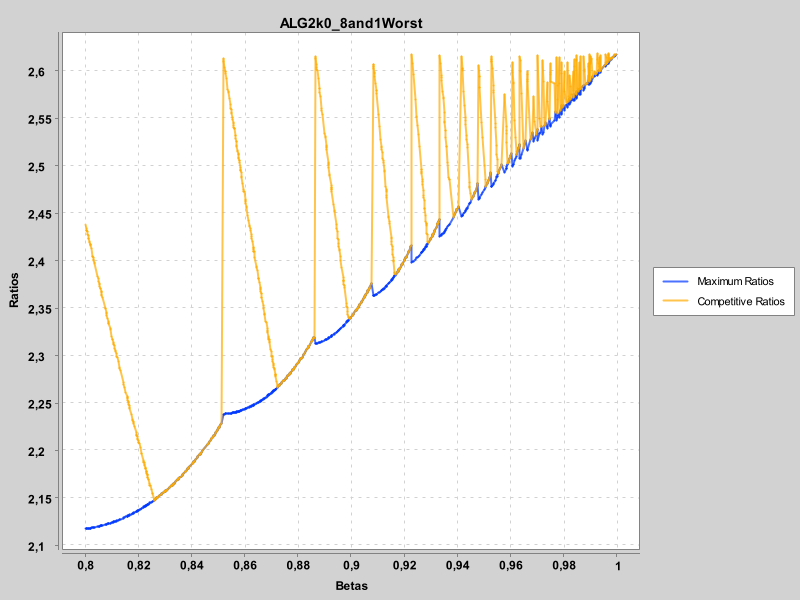 ALG2k0_8and1Worst
2,6
2,55
2,5
2,45
2,4
2,35
2,3
2,25
2,2
2,15
2,1
Ratios
0,8 0,82 0,84 0,86 0,88 0,9 0,92 0,94 0,96 0,98 1
Betas
Maximum Ratios
Competitive Ratios